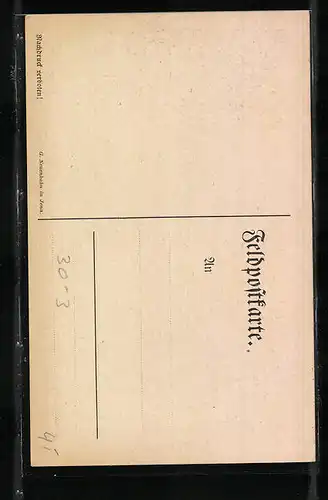 Feldpostkarte.
An
Nachdruck verboten!
30-3